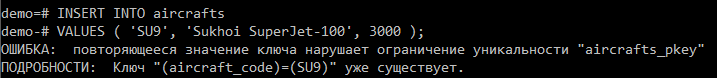 demo=# INSERT INTO aircrafts
demo-# VALUES ( 'SU9', 'Sukhoi SuperJet-100', 3000 );
ОШИБКА:  повторяющееся значение ключа нарушает ограничение уникальности "aircrafts_pkey"
ПОДРОБНОСТИ:  Ключ "(aircraft_code)=(SU9)" уже существует.